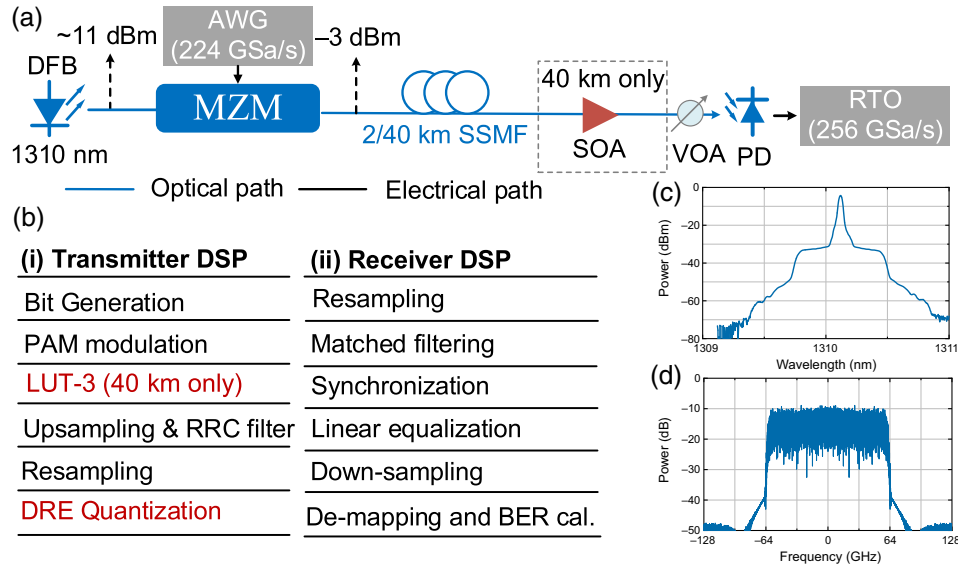 (a)
~11 dBm
AWG
(224 GSa/s)
–3 dBm
DFB
MZM
1310 nm
2/40 km SSMF
40 km only
SOA
VOA
PD
RTO
(256 GSa/s)
Optical path
Electrical path
(b)
(i) Transmitter DSP
Bit Generation
PAM modulation
LUT-3 (40 km only)
Upsampling & RRC filter
Resampling
DRE Quantization
(ii) Receiver DSP
Resampling
Matched filtering
Synchronization
Linear equalization
Down-sampling
De-mapping and BER cal.
(c)
Power (dBm)
0
–20
–40
–60
–80
1309
1310
1311
Wavelength (nm)
(d)
Power (dB)
0
–10
–20
–30
–40
–50
–128
–64
0
64
128
Frequency (GHz)